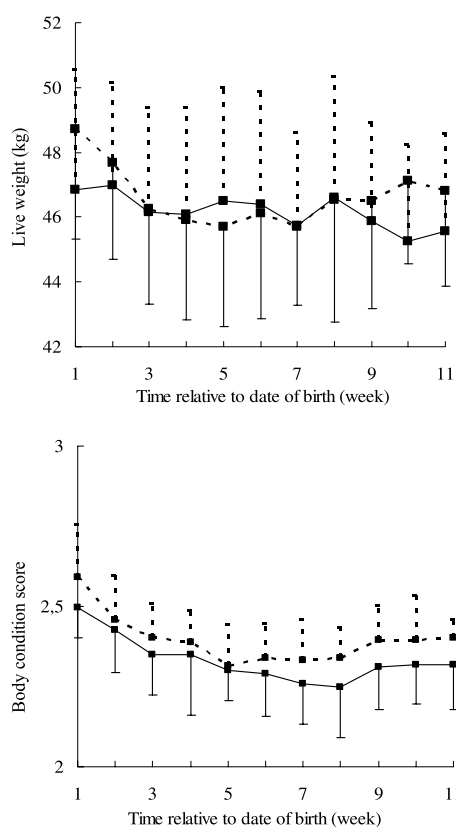 52
50
48
46
44
42
Live weight (kg)
1 3 5 7 9 11
Time relative to date of birth (week)
3
2,5
2
Body condition score
1 3 5 7 9 1
Time relative to date of birth (week)